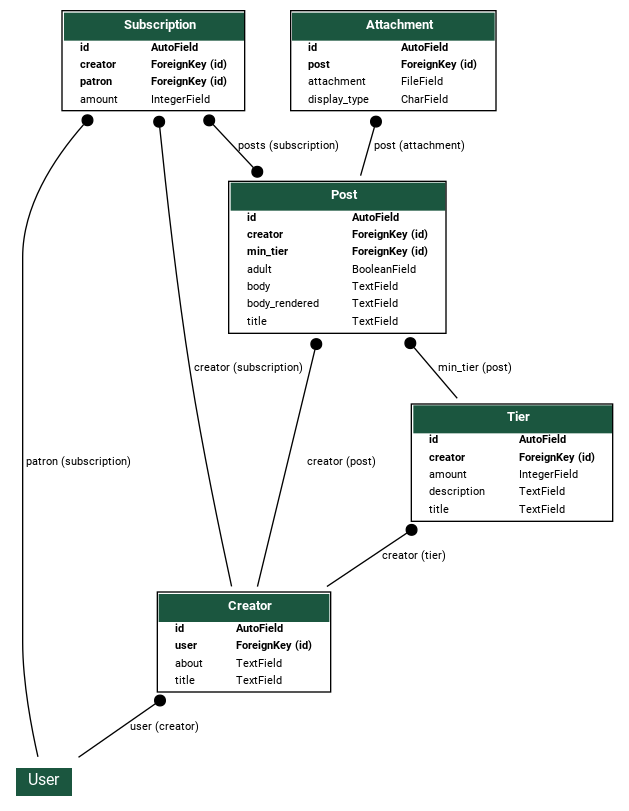 Subscription
id AutoField
creator ForeignKey (id)
patron ForeignKey (id)
amount IntegerField
Attachment
id AutoField
post ForeignKey (id)
attachment FileField
display_type CharField
posts (subscription)
post (attachment)
Post
id AutoField
creator ForeignKey (id)
min_tier ForeignKey (id)
adult BooleanField
body TextField
body_rendered TextField
title TextField
creator (subscription)
min_tier (post)
Tier
id AutoField
creator ForeignKey (id)
amount IntegerField
description TextField
title TextField
patron (subscription)
creator (post)
creator (tier)
Creator
id AutoField
user ForeignKey (id)
about TextField
title TextField
user (creator)
User